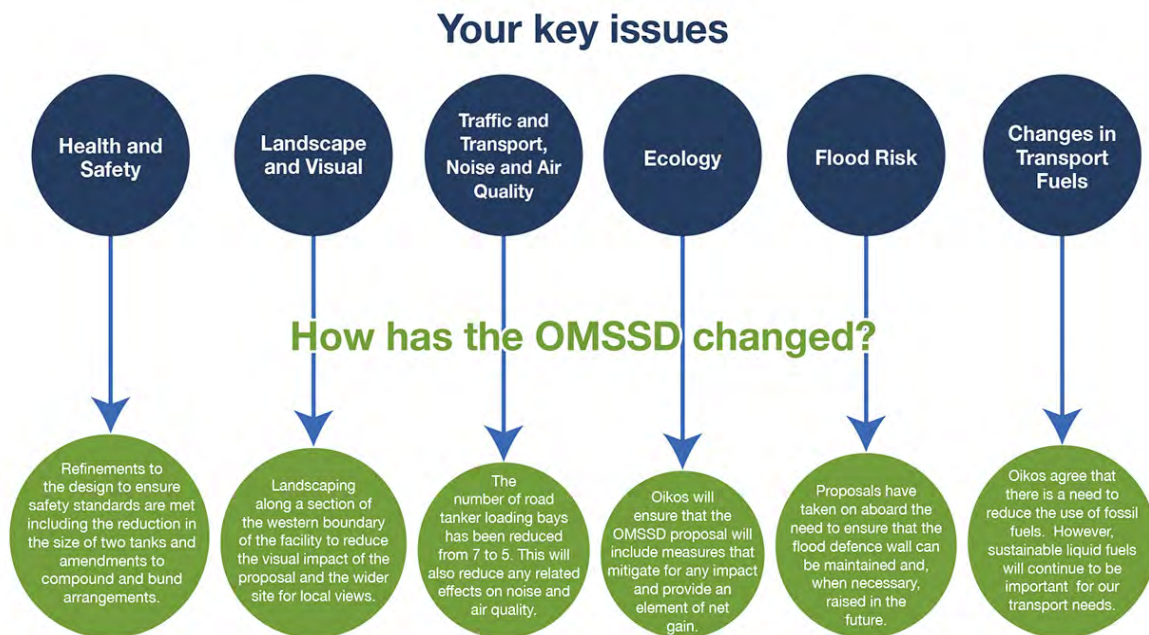 Your key issues
Health and
Safety
Landscape
and Visual
Traffic and
Transport,
Noise and Air
Quality
Ecology
Flood Risk
Changes in
Transport
Fuels
How has the OMSSD changed?
Refinements to
the design to ensure
safety standards are met
including the reduction in
the size of two tanks and
amendments to
compound and bund
arrangements.
Landscaping
along a section of
the western boundary
of the facility to reduce
the visual impact of the
proposal and the wider
site for local views.
The
number of road
tanker loading bays
has been reduced
from 7 to 5. This will
also reduce any related
effects on noise and
air quality.
Oikos will
ensure that the
OMSSD proposal will
include measures that
mitigate for any impact
and provide an
element of net
gain.
Proposals have
taken on aboard the
need to ensure that the
flood defence wall can
be maintained and,
when necessary,
raised in the
future.
Oikos agree that
there is a need to
reduce the use of fossil
fuels. However,
sustainable liquid fuels
will continue to be
important for our
transport needs.